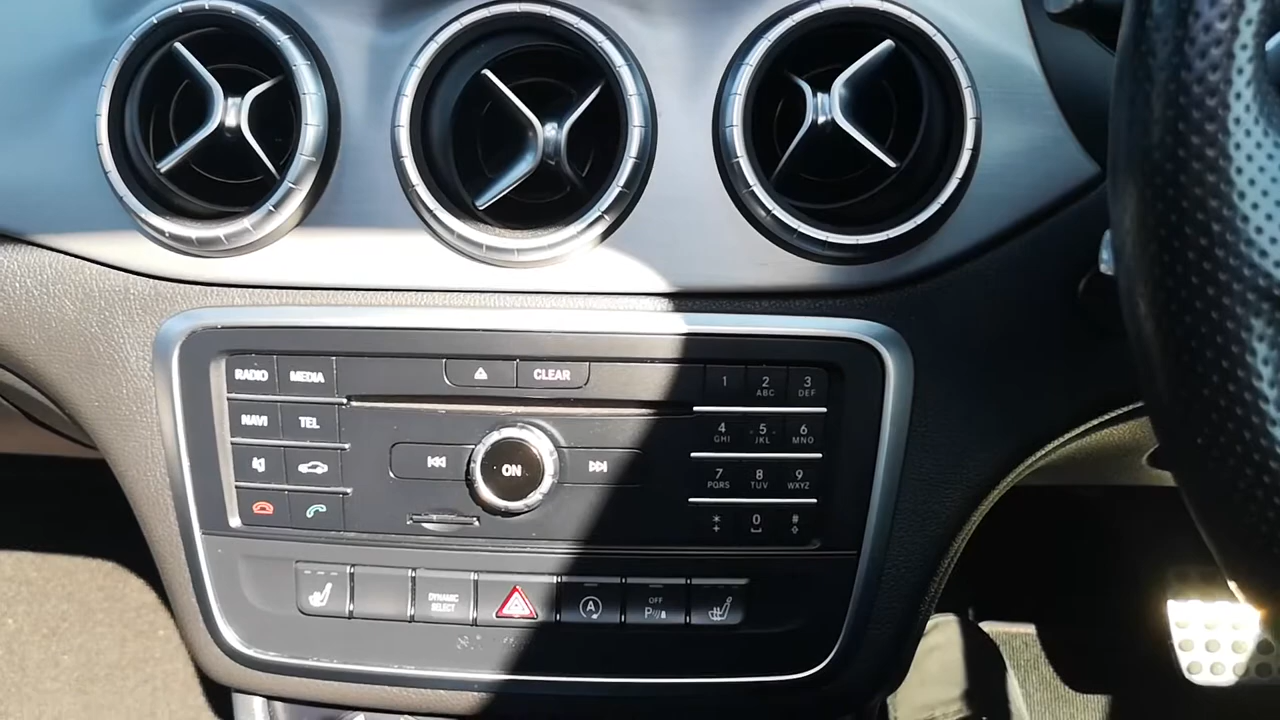 RADIO MEDIA CLEAR 1 2 ABC 3 DEF
NAVI TEL 4 GHI 5 JKL 6 MNO
ON 7 PQRS 8 TUV 9 WXYZ
* + 0 #
DYNAMIC SELECT A OFF P